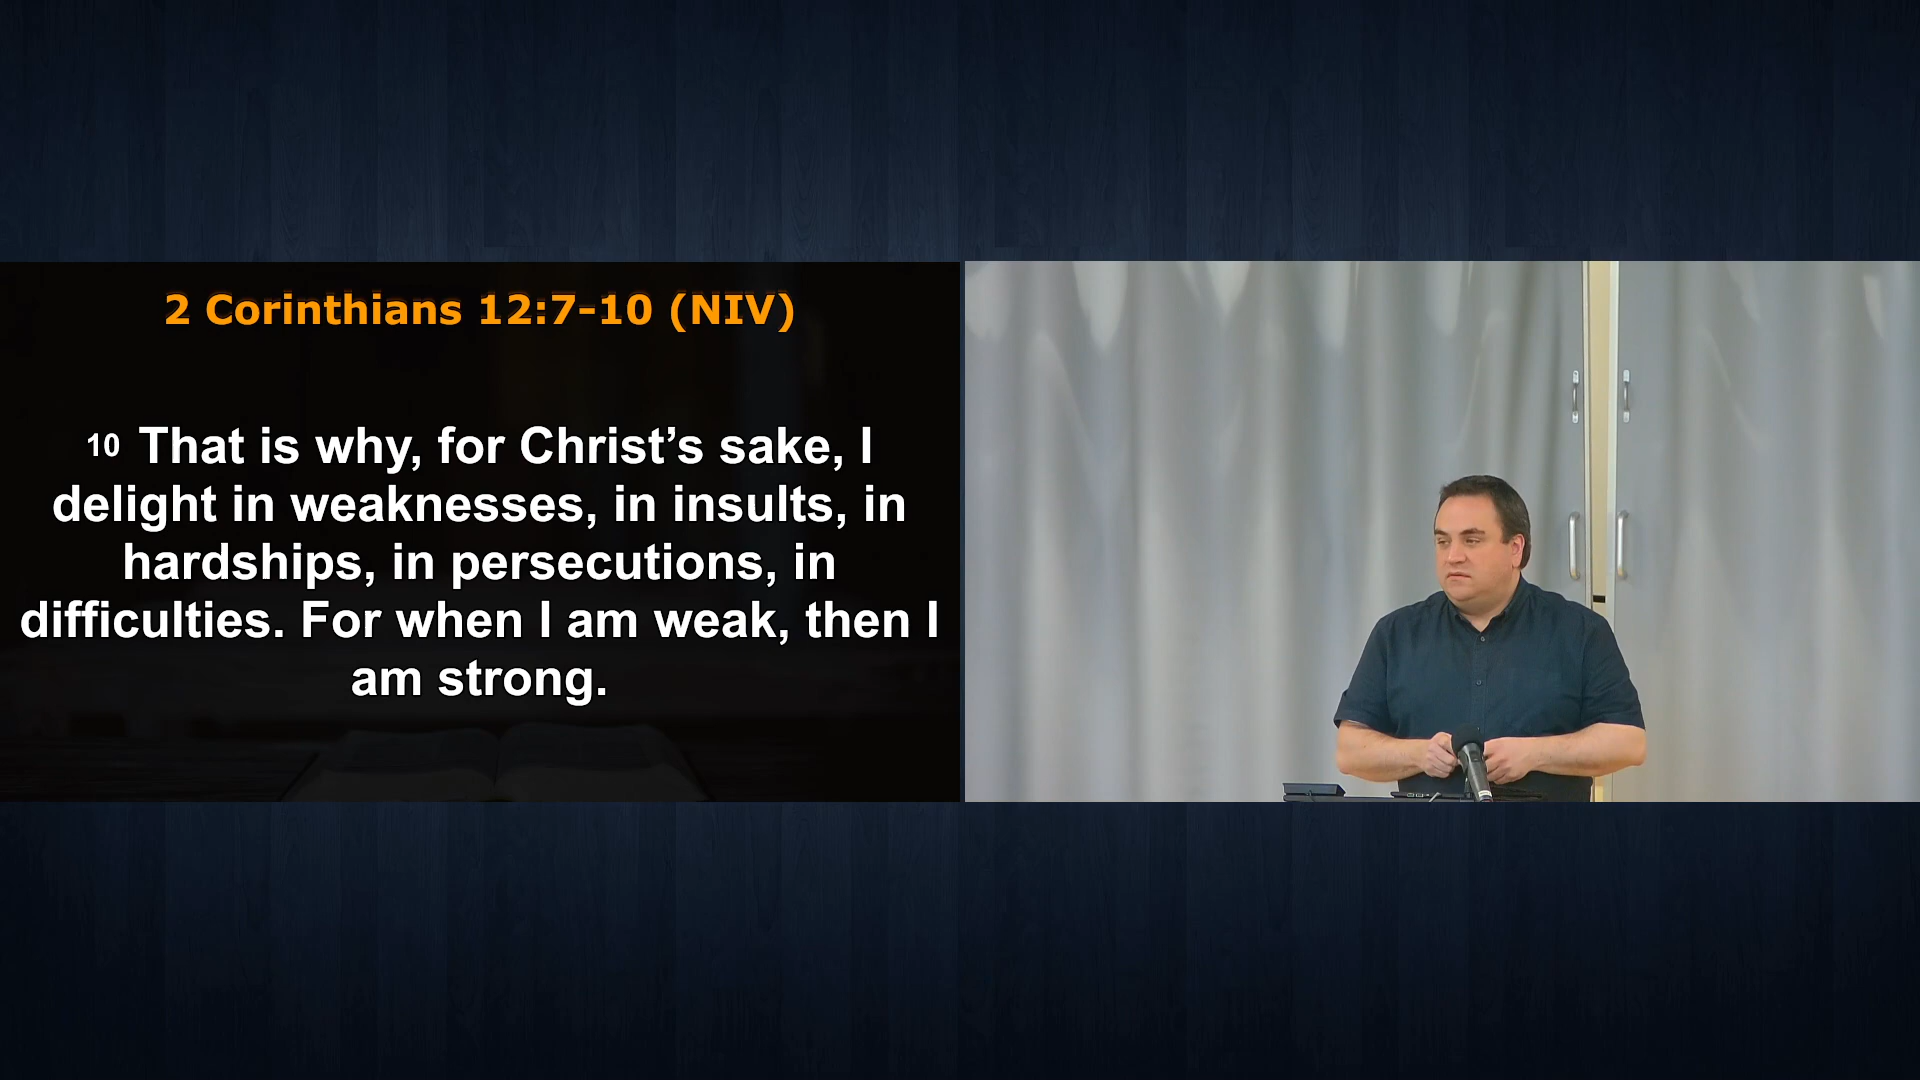 2 Corinthians 12:7-10 (NIV)
10 That is why, for Christ’s sake, I
delight in weaknesses, in insults, in
hardships, in persecutions, in
difficulties. For when I am weak, then I
am strong.